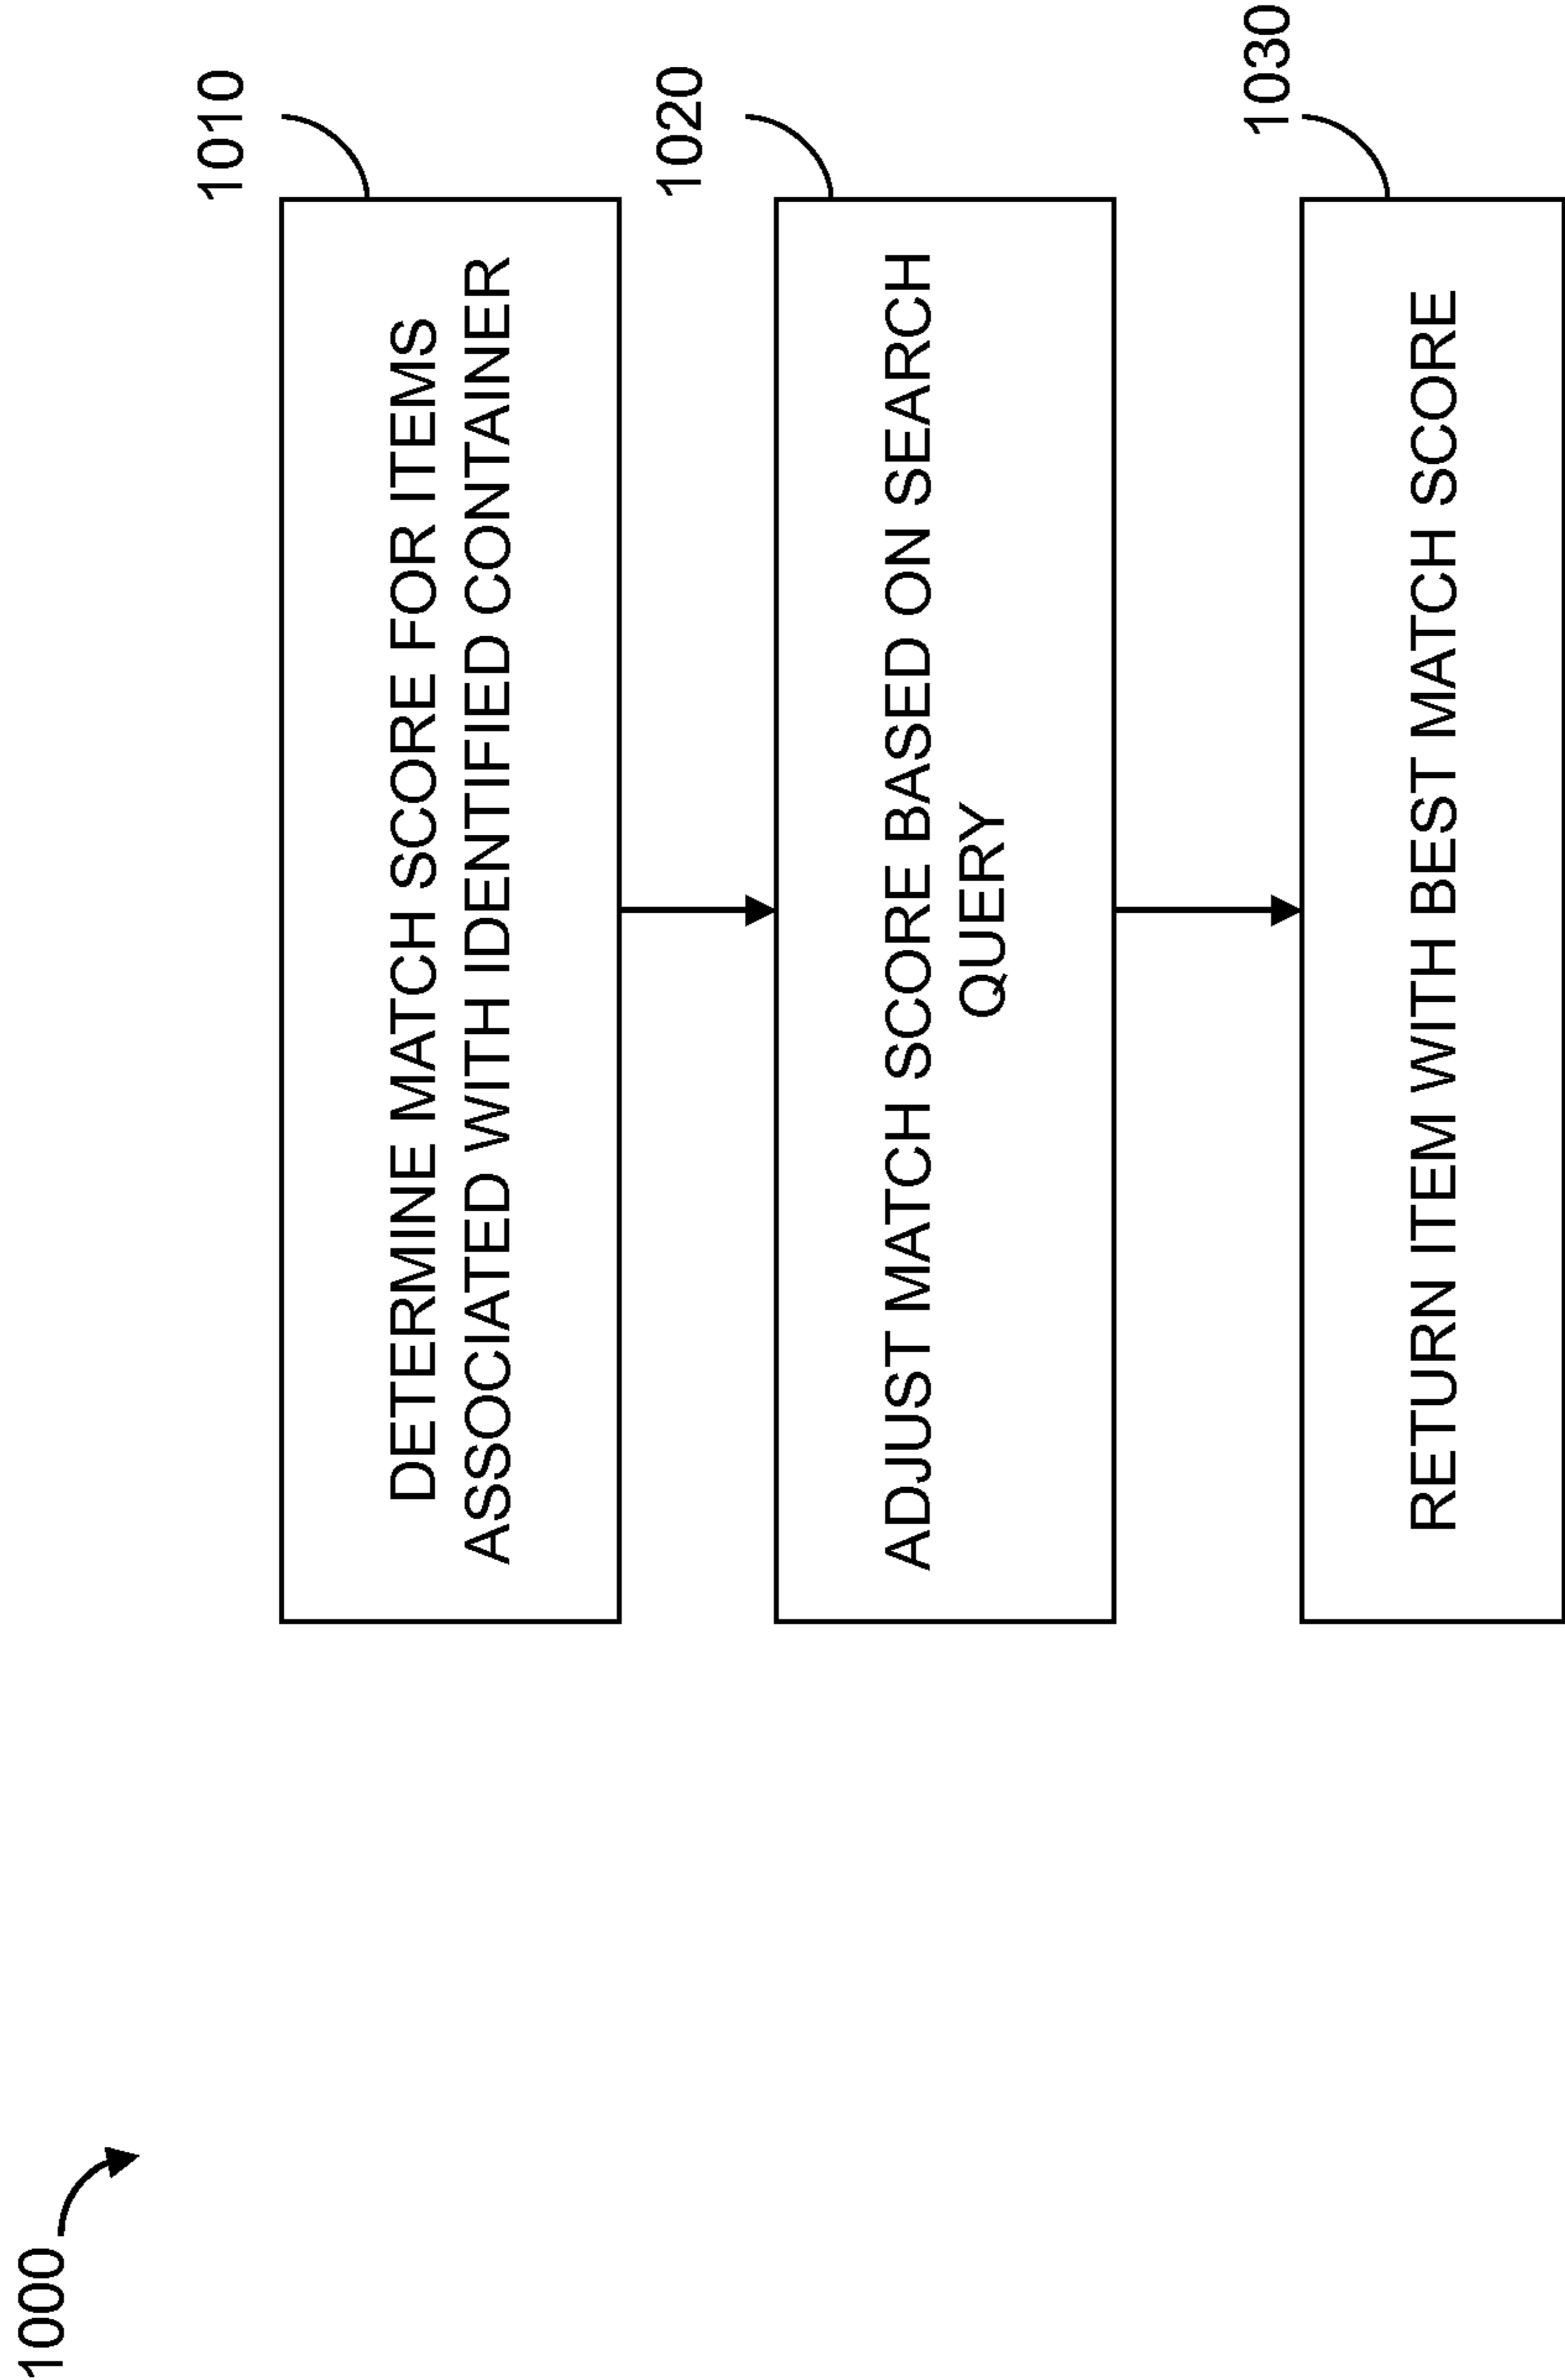 1000
1010
DETERMINE MATCH SCORE FOR ITEMS
ASSOCIATED WITH IDENTIFIED CONTAINER
1020
ADJUST MATCH SCORE BASED ON SEARCH
QUERY
1030
RETURN ITEM WITH BEST MATCH SCORE